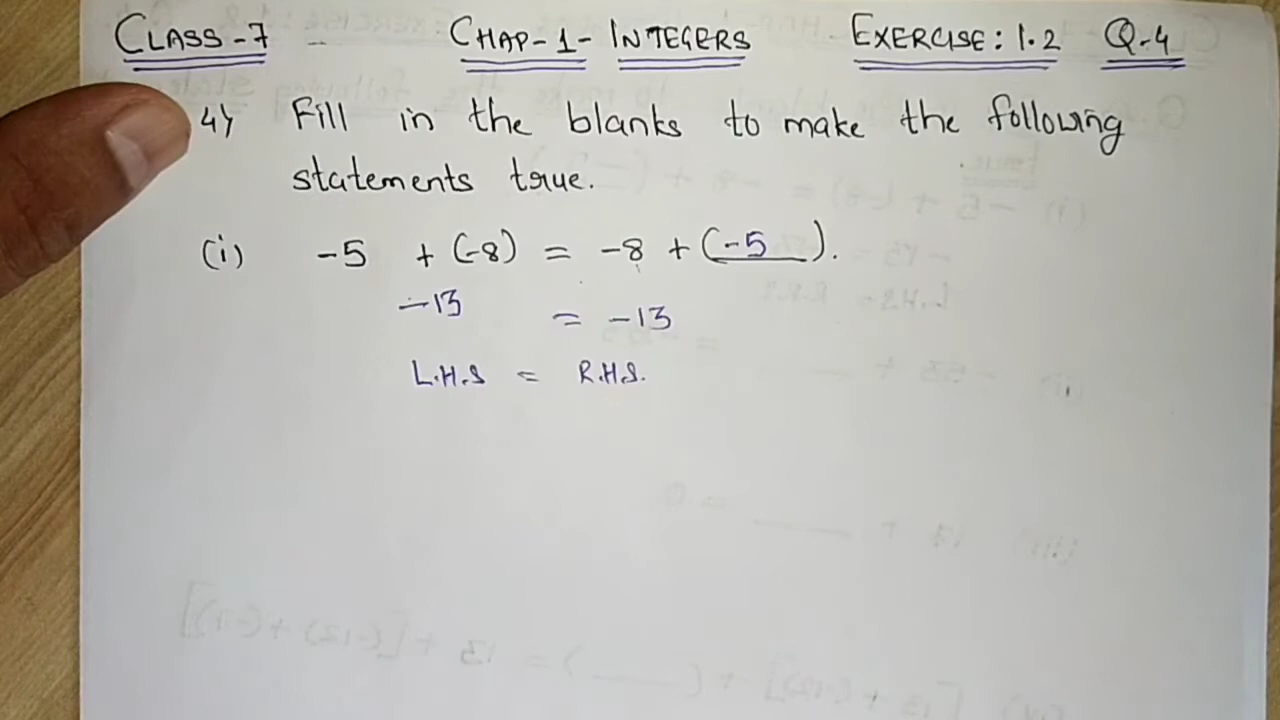 CLASS-7 - CHAP-1- INTEGERS EXERCISE: 1.2 Q-4
4) Fill in the blanks to make the following
statements true.
(i) -5 + (-8) = -8 + (-5).
-13 = -13
L.H.S = R.H.S.